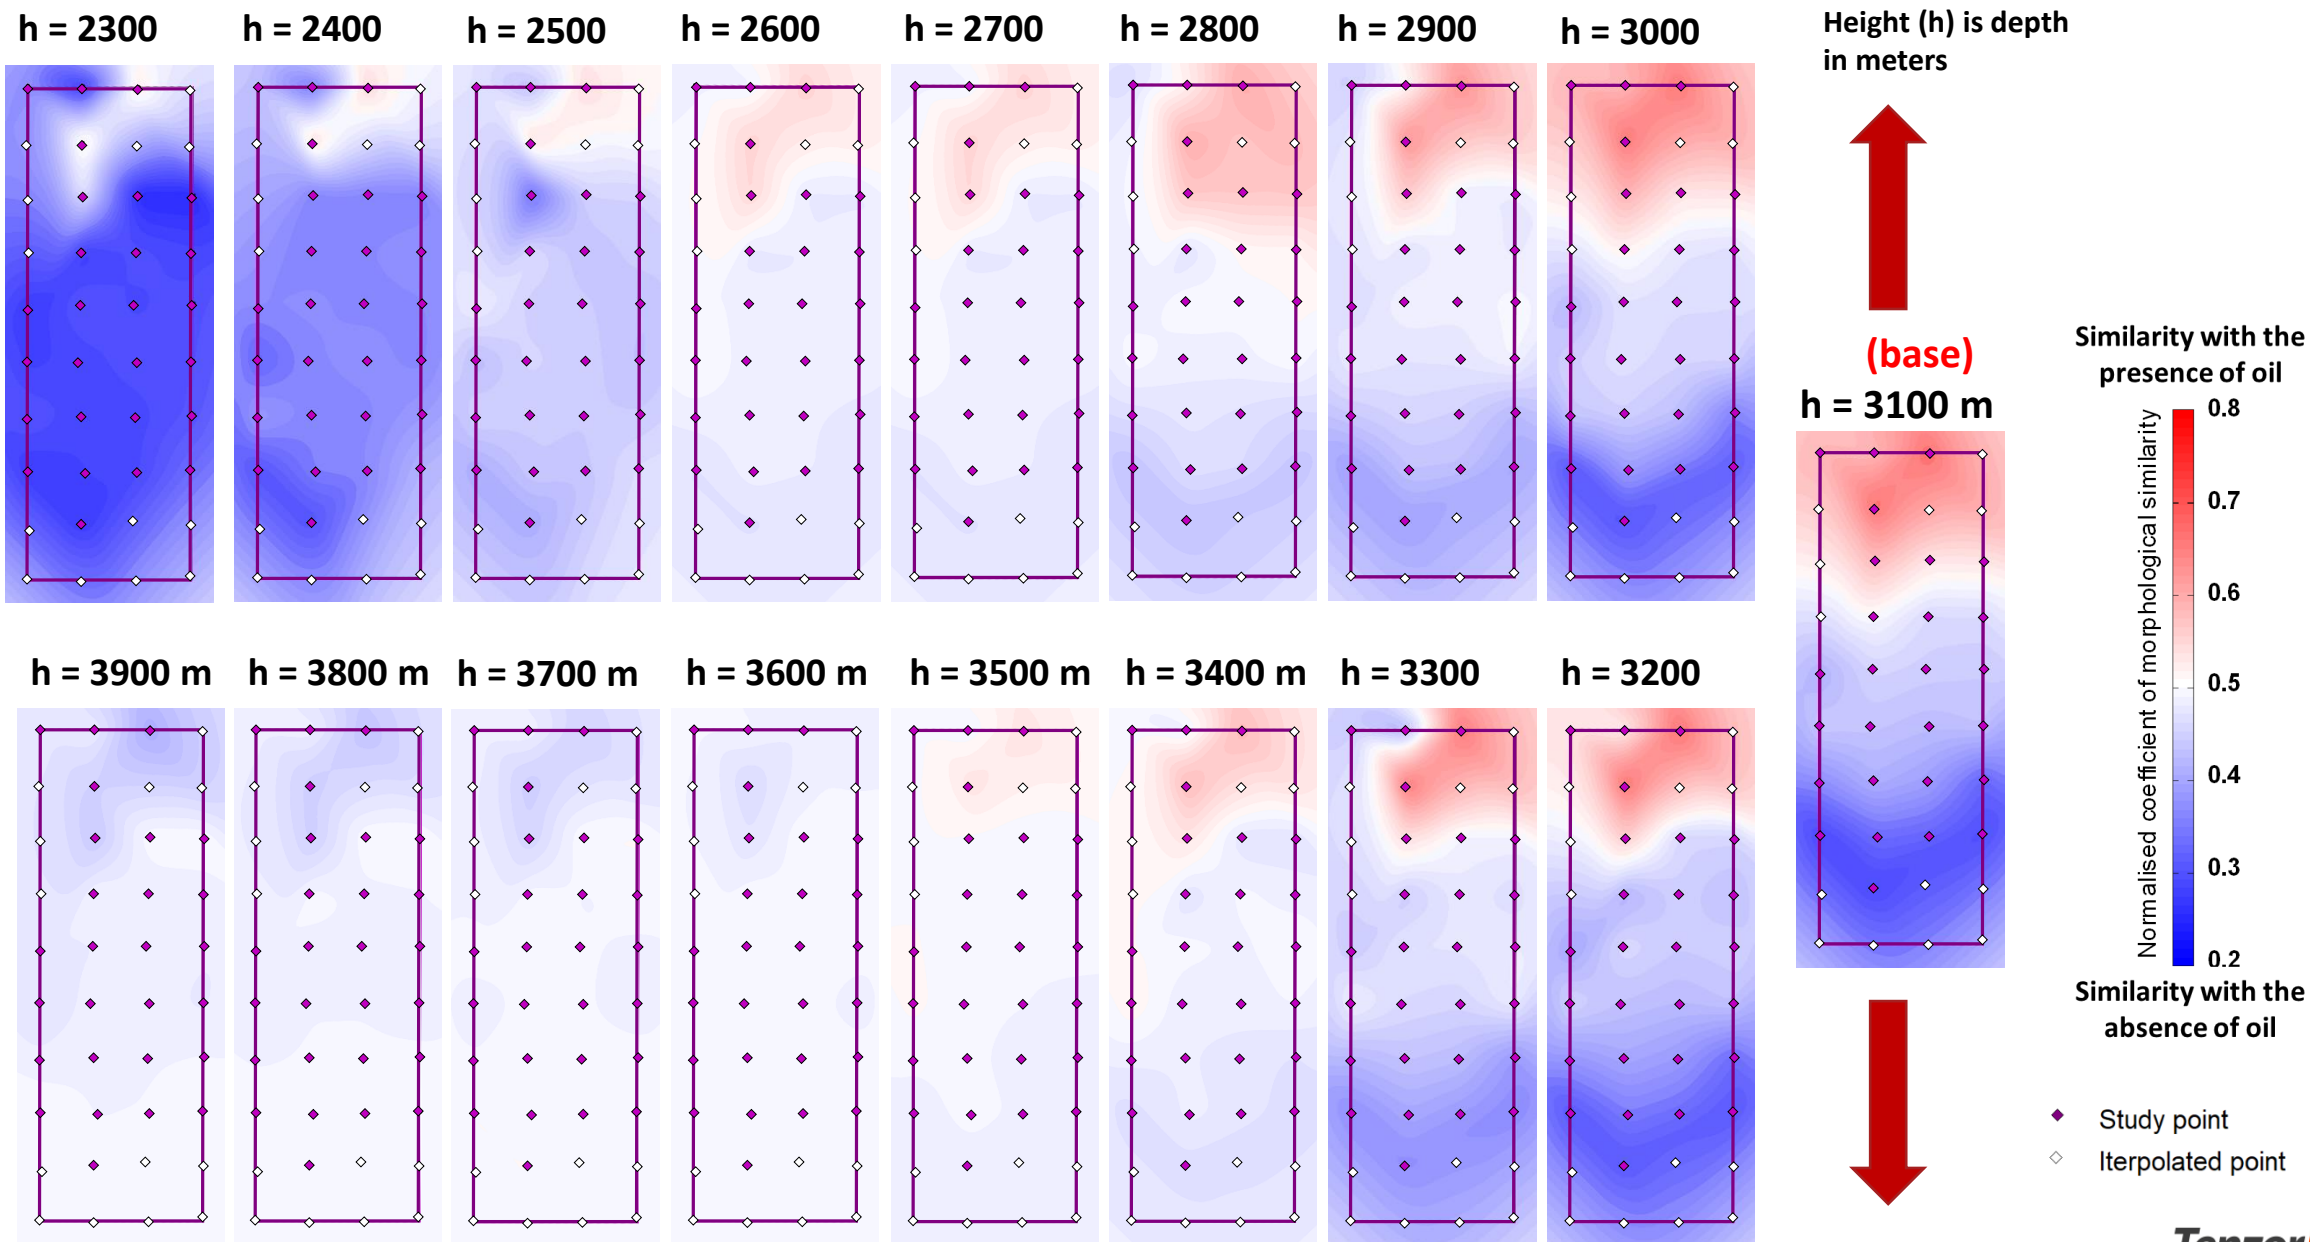 h = 2300
h = 2400
h = 2500
h = 2600
h = 2700
h = 2800
h = 2900
h = 3000
Height (h) is depth
in meters
(base)
h = 3100 m
Similarity with the
presence of oil
Normalised coefficient of morphological similarity
0.8
0.7
0.6
0.5
0.4
0.3
0.2
Similarity with the
absence of oil
h = 3900 m
h = 3800 m
h = 3700 m
h = 3600 m
h = 3500 m
h = 3400 m
h = 3300
h = 3200
Study point
Iterpolated point